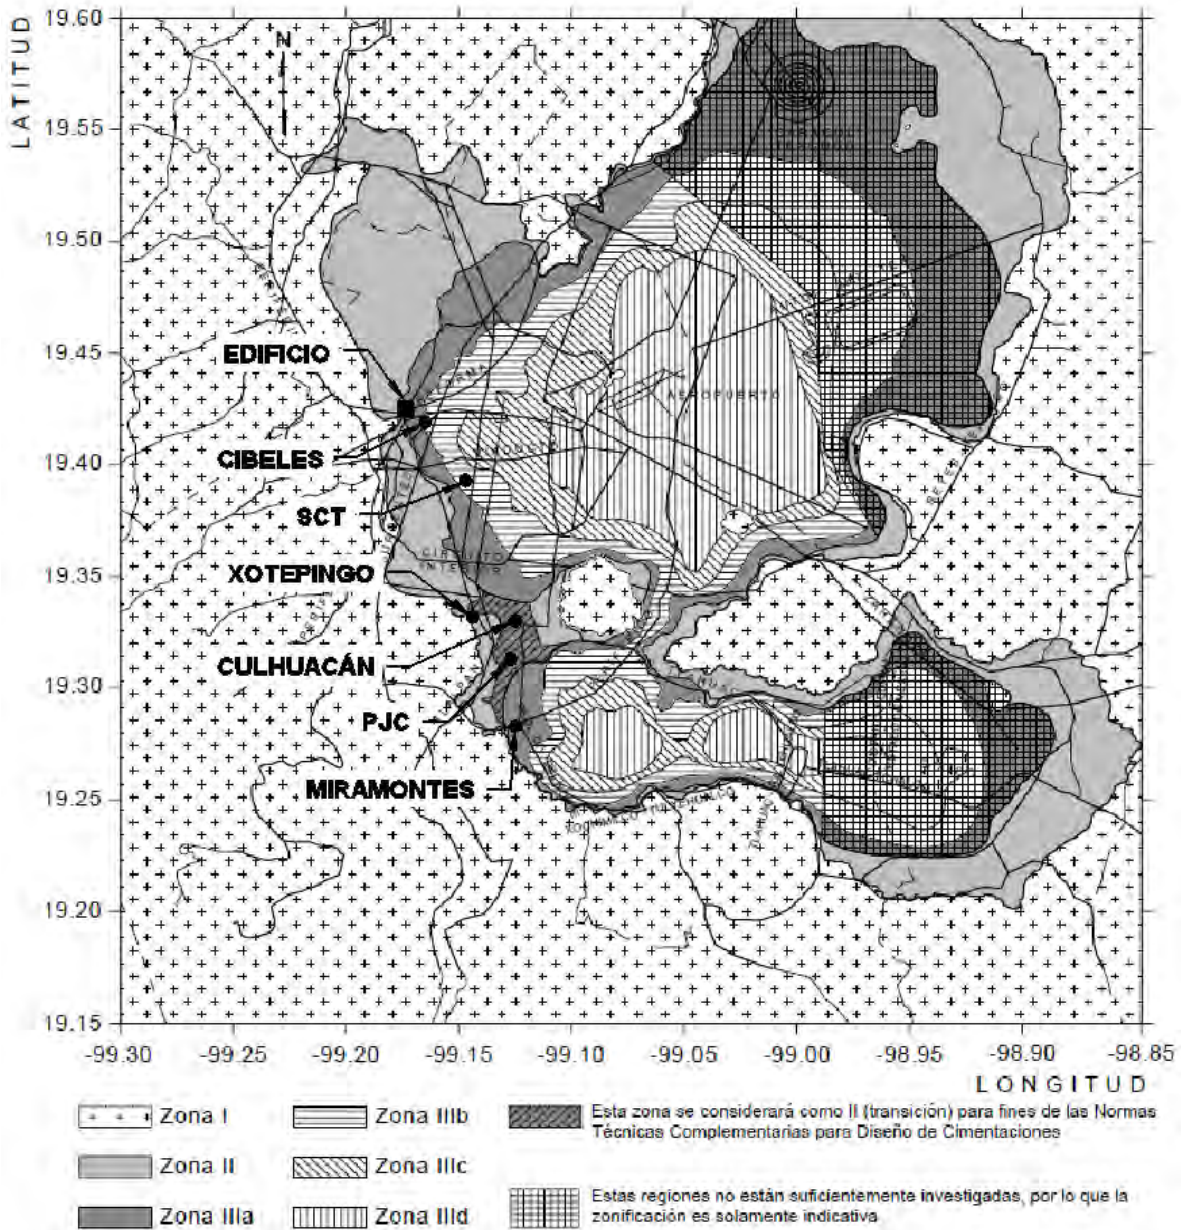 19.60
LATITUD
N
19.55
19.50
19.45
EDIFICIO
REFORMA
AEROPUERTO
19.40
CIBELES
SCT
CIRCUITO
INTERIOR
19.35
XOTEPINGO
CULHUACÁN
19.30
PJC
MIRAMONTES
19.25
XOCHIMILCO - TULYEHUALCO
TLAHUAC
19.20
19.15
-99.30 -99.25 -99.20 -99.15 -99.10 -99.05 -99.00 -98.95 -98.90 -98.85
LONGITUD
Zona I
Zona II
Zona IIIa
Zona IIIb
Zona IIIc
Zona IIId
Esta zona se considerará como II (transición) para fines de las Normas
Técnicas Complementarias para Diseño de Cimentaciones
Estas regiones no están suficientemente investigadas, por lo que la
zonificación es solamente indicativa